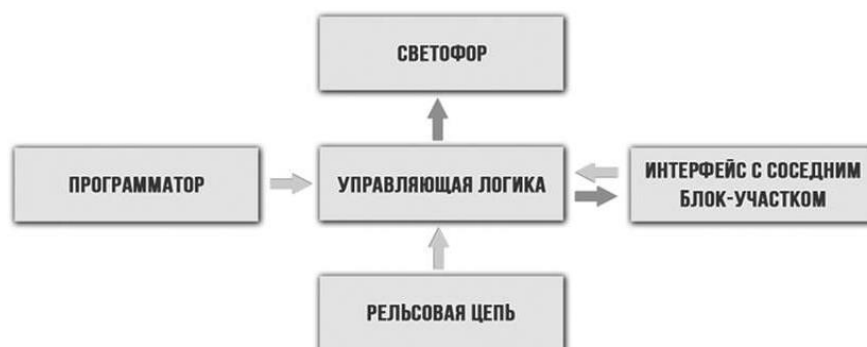 СВЕТОФОР
ПРОГРАММАТОР
УПРАВЛЯЮЩАЯ ЛОГИКА
ИНТЕРФЕЙС С СОСЕДНИМ
БЛОК-УЧАСТКОМ
РЕЛЬСОВАЯ ЦЕПЬ